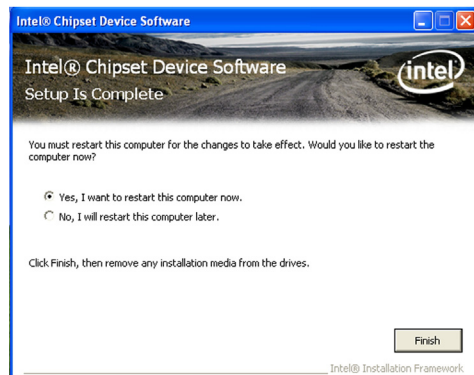 Intel® Chipset Device Software
Intel® Chipset Device Software
Setup Is Complete
intel
You must restart this computer for the changes to take effect. Would you like to restart the
computer now?
Yes, I want to restart this computer now.
No, I will restart this computer later.
Click Finish, then remove any installation media from the drives.
Finish
Intel® Installation Framework